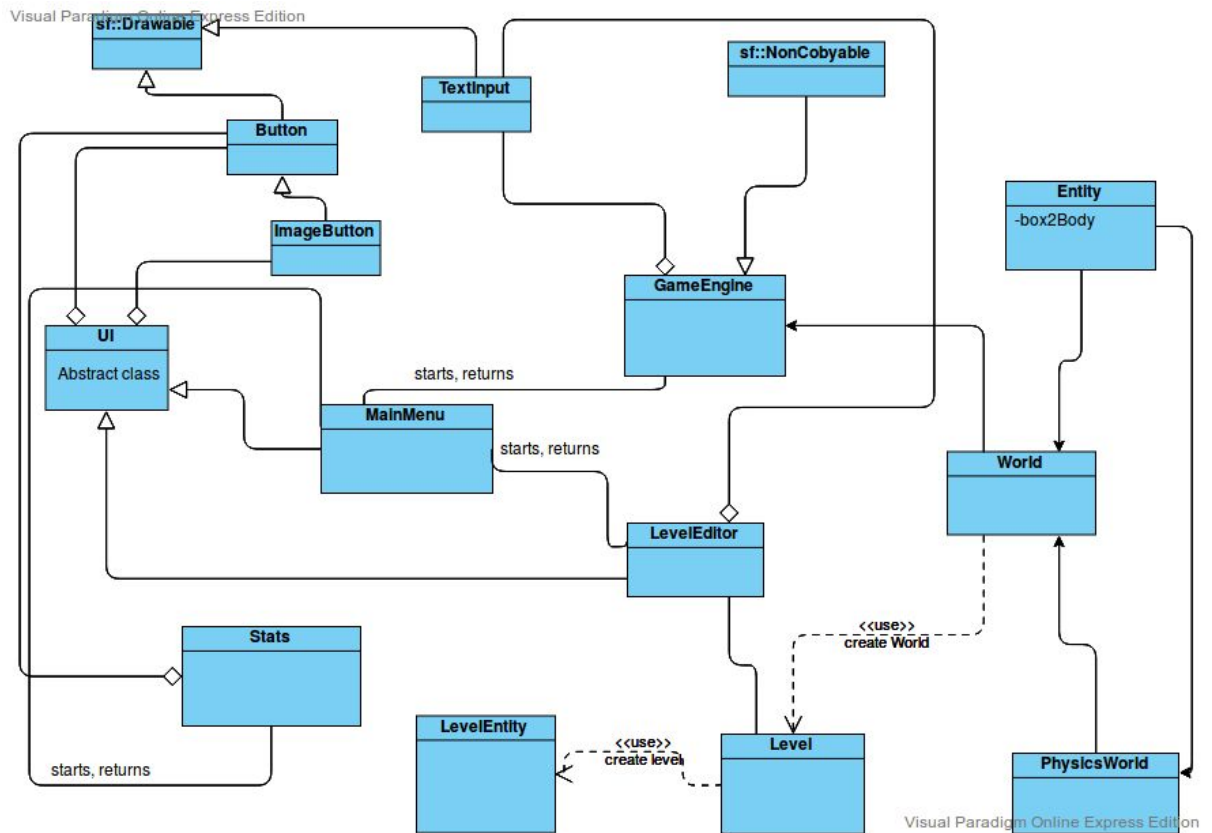 Visual Paradigm Online Express Edition
sf::Drawable
sf::NonCobyable
TextInput
Button
Entity
-box2Body
ImageButton
GameEngine
UI
Abstract class
starts, returns
MainMenu
starts, returns
World
LevelEditor
<<use>>
create World
Stats
LevelEntity
<<use>>
create level
Level
PhysicsWorld
starts, returns
Visual Paradigm Online Express Edition